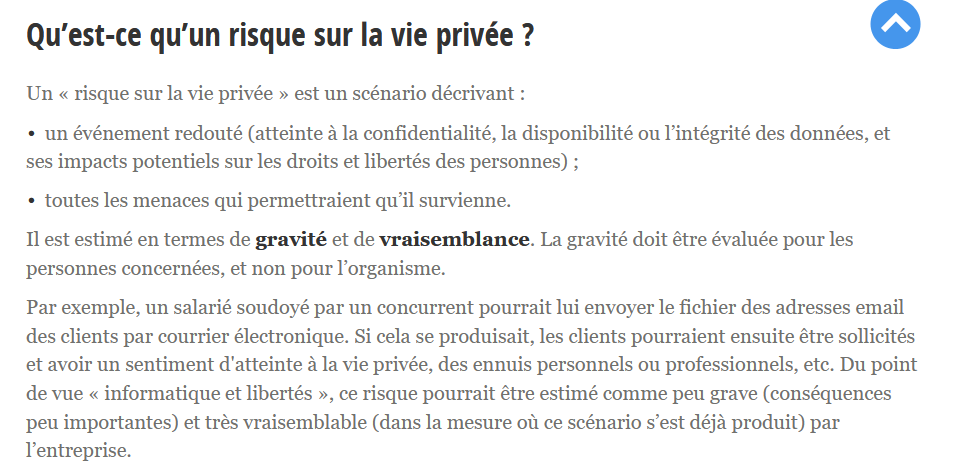 Qu’est-ce qu’un risque sur la vie privée ?
Un « risque sur la vie privée » est un scénario décrivant :
• un événement redouté (atteinte à la confidentialité, la disponibilité ou l’intégrité des données, et
ses impacts potentiels sur les droits et libertés des personnes) ;
• toutes les menaces qui permettraient qu’il survienne.
Il est estimé en termes de gravité et de vraisemblance. La gravité doit être évaluée pour les
personnes concernées, et non pour l’organisme.
Par exemple, un salarié soudoyé par un concurrent pourrait lui envoyer le fichier des adresses email
des clients par courrier électronique. Si cela se produisait, les clients pourraient ensuite être sollicités
et avoir un sentiment d'atteinte à la vie privée, des ennuis personnels ou professionnels, etc. Du point
de vue « informatique et libertés », ce risque pourrait être estimé comme peu grave (conséquences
peu importantes) et très vraisemblable (dans la mesure où ce scénario s’est déjà produit) par
l’entreprise.